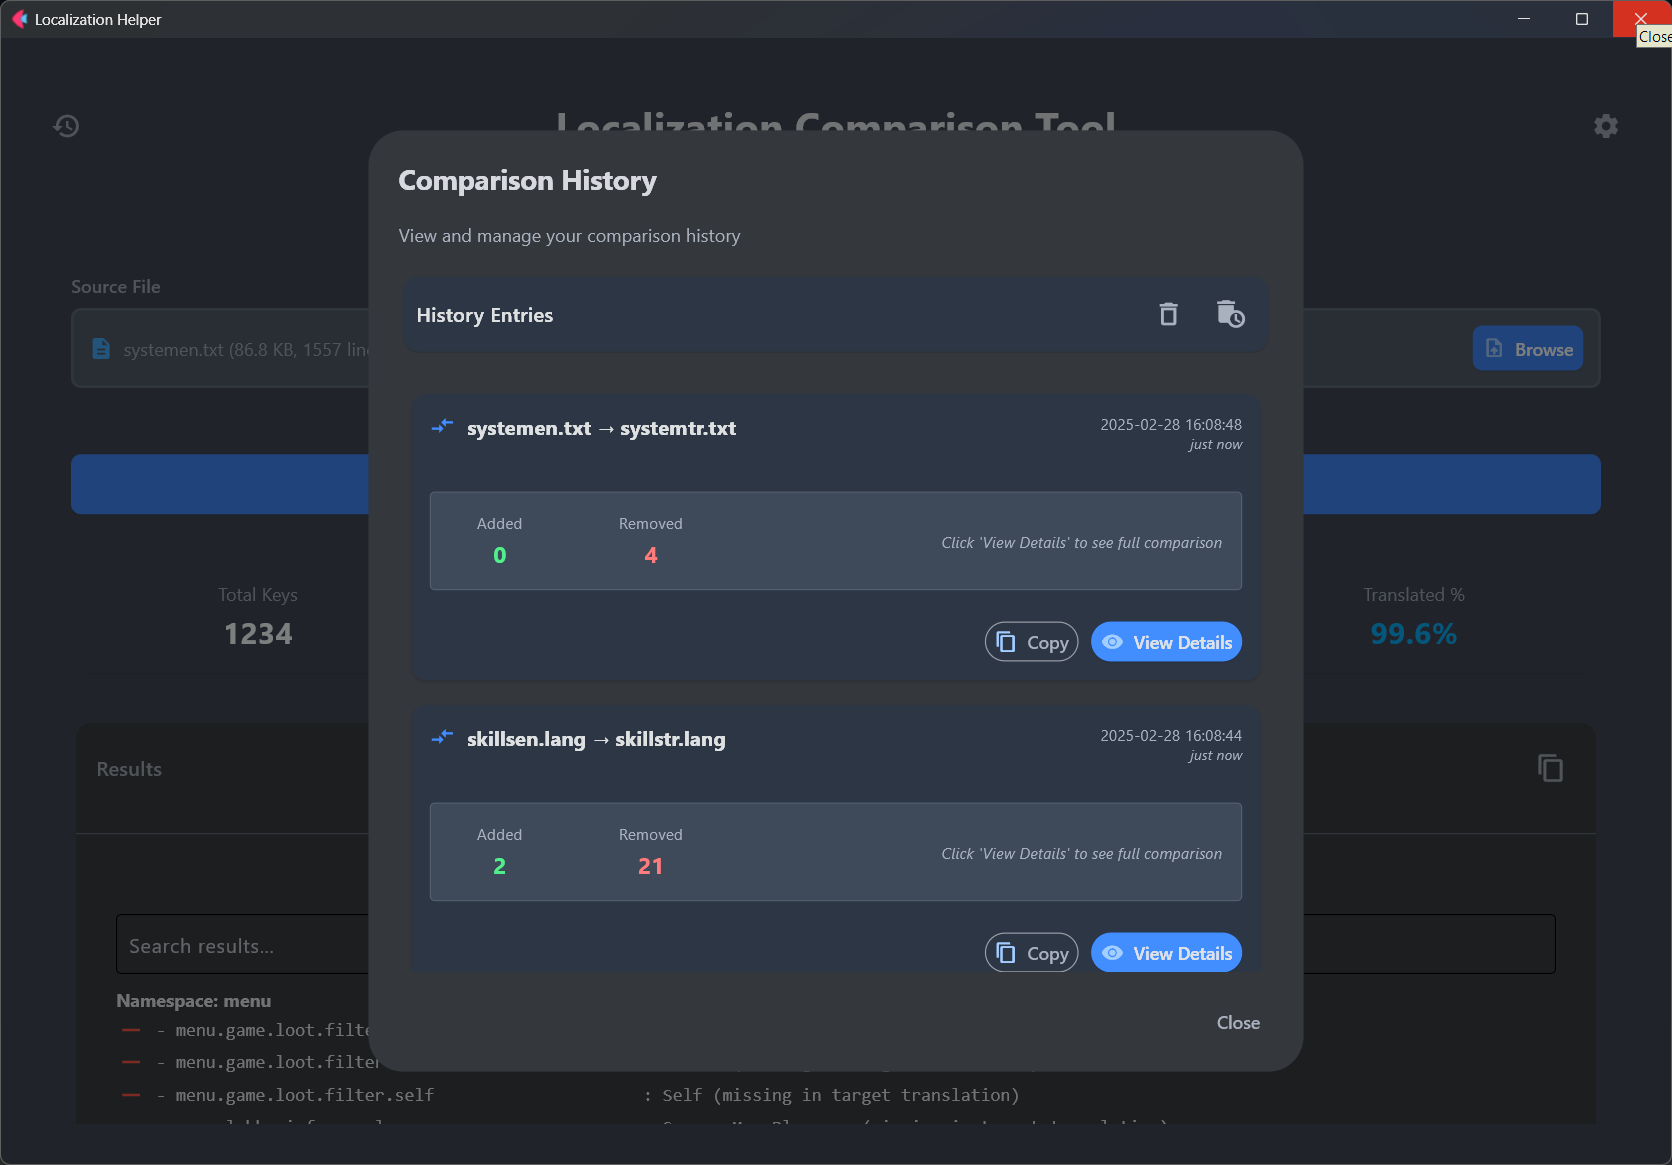 Localization Helper
Close
Localization Comparison Tool
Comparison History
View and manage your comparison history
Source File
History Entries
systemen.txt (86.8 KB, 1557 line
Browse
systemen.txt → systemtr.txt
2025-02-28 16:08:48
just now
Added
Removed
0
4
Click 'View Details' to see full comparison
Total Keys
1234
Translated %
99.6%
Copy
View Details
skillsen.lang → skillstr.lang
2025-02-28 16:08:44
just now
Results
Added
Removed
2
21
Click 'View Details' to see full comparison
Search results...
Copy
View Details
Namespace: menu
- menu.game.loot.filte
Close
- menu.game.loot.filter
- menu.game.loot.filter.self : Self (missing in target translation)